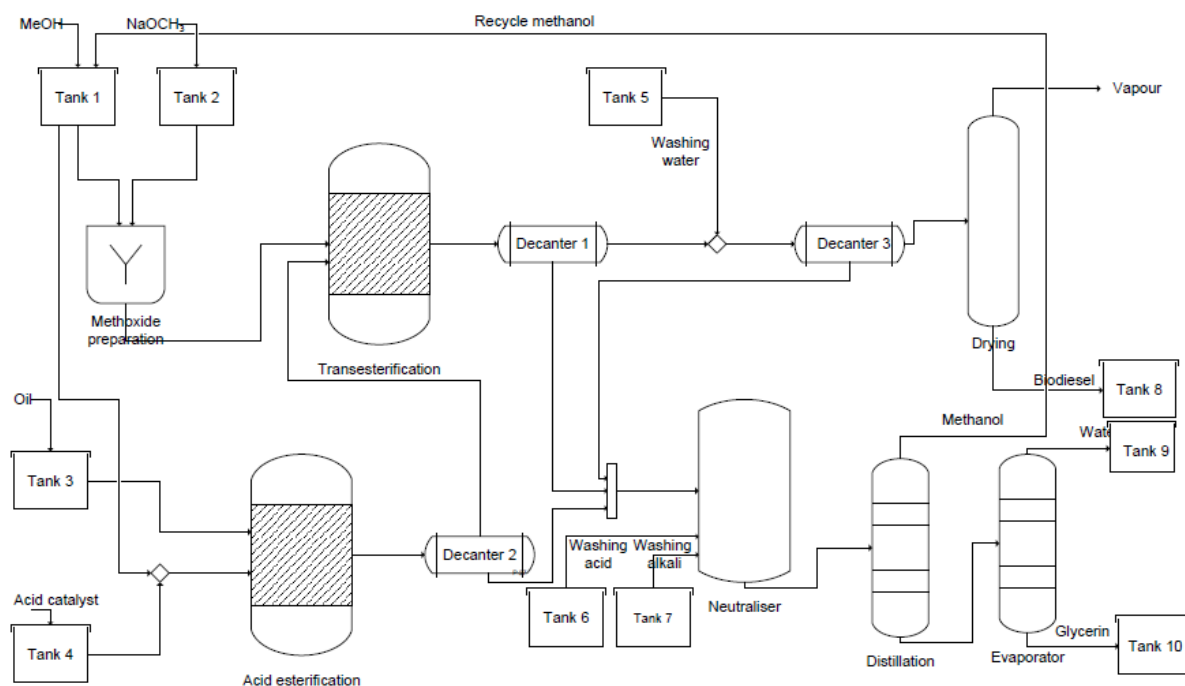 MeOH
NaOCH3
Recycle methanol
Tank 1
Tank 2
Tank 5
Vapour
Washing
water
Decanter 1
Decanter 3
Methoxide
preparation
Transesterification
Drying
Biodiesel
Tank 8
Oil
Methanol
Wate
Tank 9
Tank 3
Decanter 2
Washing
acid
Washing
alkali
Acid catalyst
Tank 4
Tank 6
Tank 7
Neutraliser
Glycerin
Tank 10
Distillation
Evaporator
Acid esterification